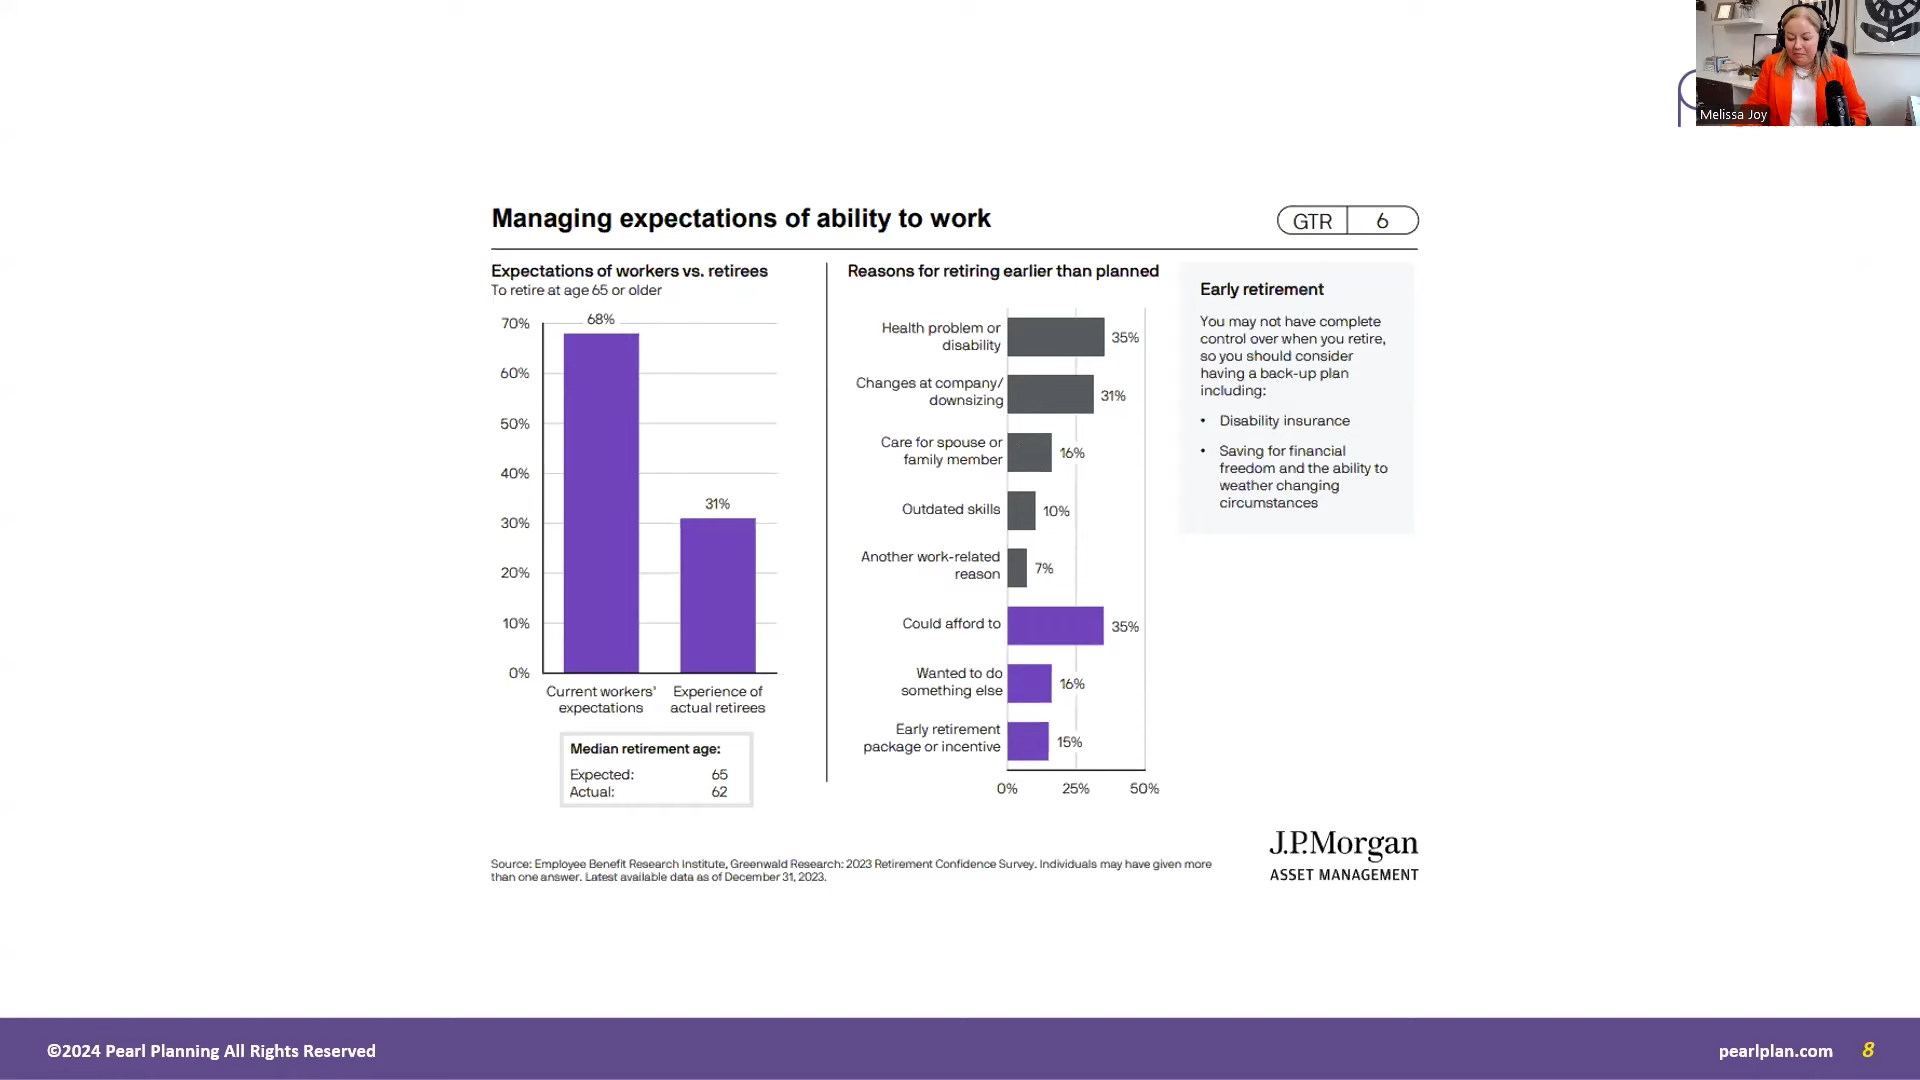 Melissa Joy
Managing expectations of ability to work
GTR 6
Expectations of workers vs. retirees
To retire at age 65 or older
70%
60%
50%
40%
30%
20%
10%
0%
68%
31%
Current workers'
expectations
Experience of
actual retirees
Median retirement age:
Expected: 65
Actual: 62
Reasons for retiring earlier than planned
Health problem or
disability
35%
Changes at company/
downsizing
31%
Care for spouse or
family member
16%
Outdated skills
10%
Another work-related
reason
7%
Could afford to
35%
Wanted to do
something else
16%
Early retirement
package or incentive
15%
0% 25% 50%
Early retirement
You may not have complete
control over when you retire,
so you should consider
having a back-up plan
including:
• Disability insurance
• Saving for financial
freedom and the ability to
weather changing
circumstances
Source: Employee Benefit Research Institute, Greenwald Research: 2023 Retirement Confidence Survey. Individuals may have given more
than one answer. Latest available data as of December 31, 2023.
J.P.Morgan
ASSET MANAGEMENT
©2024 Pearl Planning All Rights Reserved
pearlplan.com 8